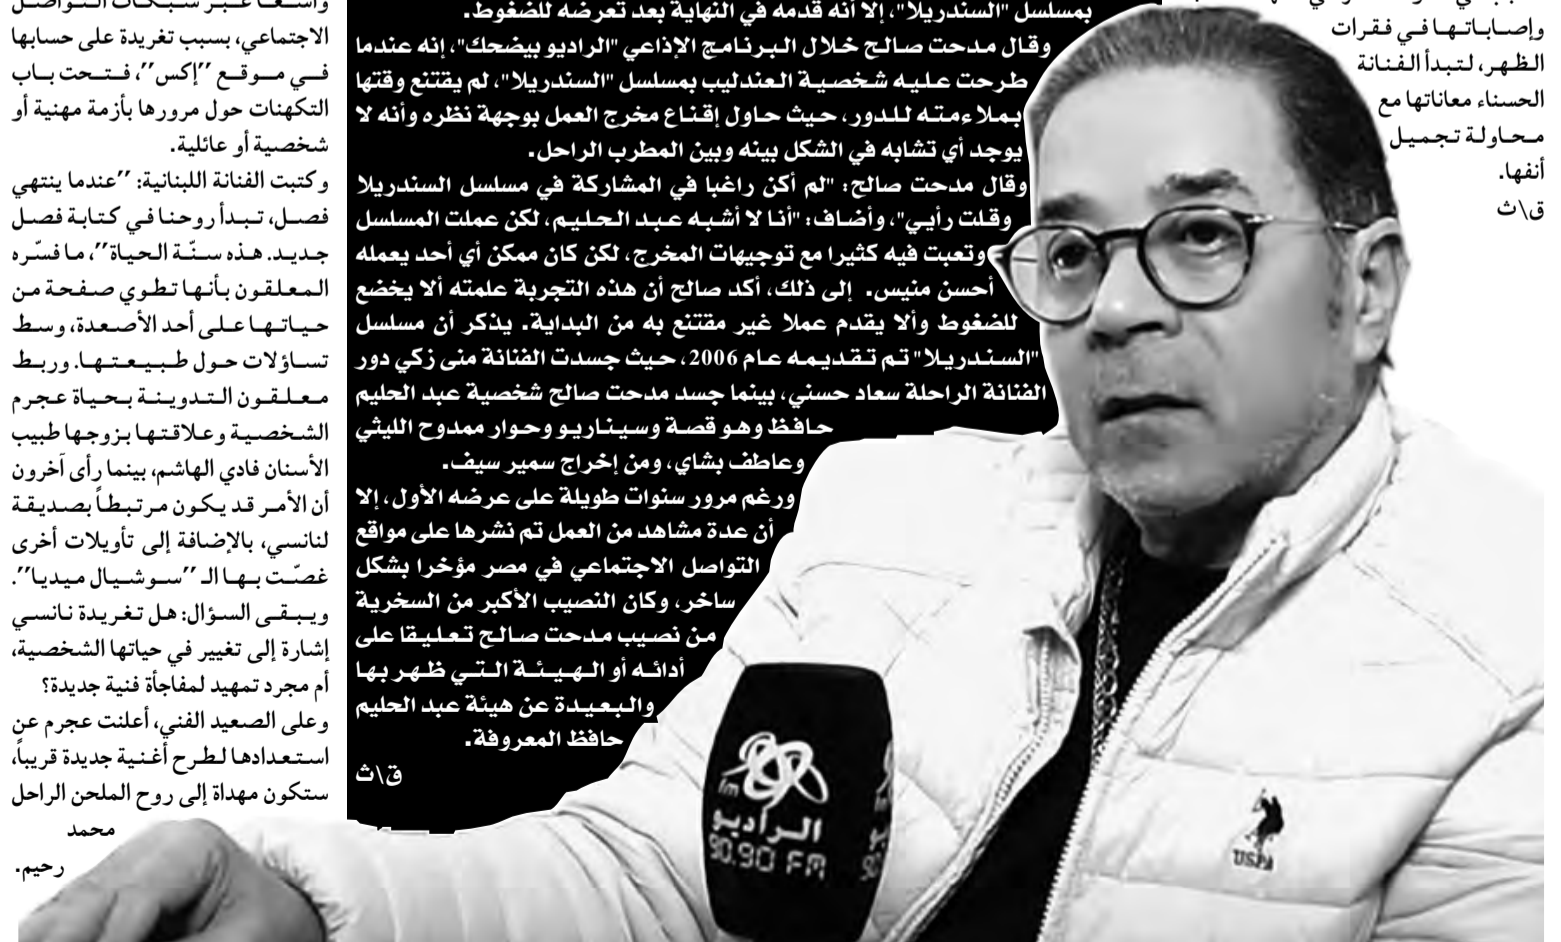 وإصـابـاتـهـا فـي فـقـرات
الـظـهـر، لـتـبـدأ الـفـنـانـة
الحسناء معاناتها مع
مـحـاولـة تـجـمـيـل
أنفها.
ق\ث
بمسلسل "السندريلا"، إلا أنه قدمه في النهاية بعد تعرضه للضغوط.
وقال مدحت صالح خلال البرنامج الإذاعي "الراديو بيضحك"، إنه عندما
طرحت عليه شخصية العندليب بمسلسل "السندريلا"، لم يقتنع وقتها
بملاءمته للدور، حيث حاول إقناع مخرج العمل بوجهة نظره وأنه لا
يوجد أي تشابه في الشكل بينه وبين المطرب الراحل.
وقال مدحت صالح: "لم أكن راغبا في المشاركة في مسلسل السندريلا
وقلت رأيي"، وأضاف: "أنا لا أشبه عبد الحليم، لكن عملت المسلسل
وتعبت فيه كثيرا مع توجيهات المخرج، لكن كان ممكن أي أحد يعمله
أحسن منيس. إلى ذلك، أكد صالح أن هذه التجربة علمته ألا يخضع
للضغوط وألا يقدم عملا غير مقتنع به من البداية. يذكر أن مسلسل
"السندريلا" تم تقديمه عام 2006، حيث جسدت الفنانة منى زكي دور
الفنانة الراحلة سعاد حسني، بينما جسد مدحت صالح شخصية عبد الحليم
حافظ وهو قصة وسيناريو وحوار ممدوح الليثي
وعاطف بشاي، ومن إخراج سمير سيف.
ورغم مرور سنوات طويلة على عرضه الأول، إلا
أن عدة مشاهد من العمل تم نشرها على مواقع
التواصل الاجتماعي في مصر مؤخرا بشكل
ساخر، وكان النصيب الأكبر من السخرية
من نصيب مدحت صالح تعليقا على
أدائه أو الهيئة التي ظهر بها
والبعيدة عن هيئة عبد الحليم
حافظ المعروفة.
ق\ث
واسعا عبر شبكات التواصل
الاجتماعي، بسبب تغريدة على حسابها
في موقع ’’إكس’’، فتحت باب
التكهنات حول مرورها بأزمة مهنية أو
شخصية أو عائلية.
وكتبت الفنانة اللبنانية: ’’عندما ينتهي
فصل، تبدأ روحنا في كتابة فصل
جديد. هذه سنّة الحياة’’، ما فسّره
المعلقون بأنها تطوي صفحة من
حياتها على أحد الأصعدة، وسط
تساؤلات حول طبيعتها. وربط
معلقون التدوينة بحياة عجرم
الشخصية وعلاقتها بزوجها طبيب
الأسنان فادي الهاشم، بينما رأى آخرون
أن الأمر قد يكون مرتبطاً بصديقة
لنانسي، بالإضافة إلى تأويلات أخرى
غصّت بها الـ ’’سوشيال ميديا’’.
ويبقى السؤال: هل تغريدة نانسي
إشارة إلى تغيير في حياتها الشخصية،
أم مجرد تمهيد لمفاجأة فنية جديدة؟
وعلى الصعيد الفني، أعلنت عجرم عن
استعدادها لطرح أغنية جديدة قريباً،
ستكون مهداة إلى روح الملحن الراحل
محمد
رحيم.
fm
الراديو
90.90 FM
USPA